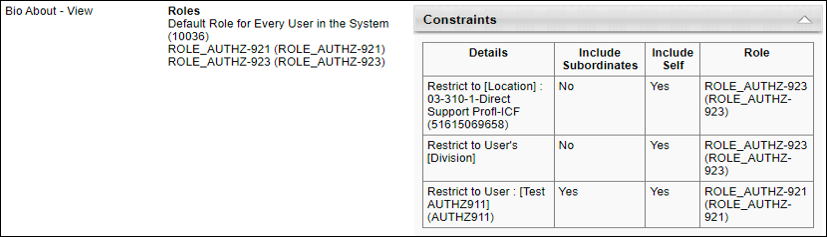 Bio About - View
Roles
Default Role for Every User in the System
(10036)
ROLE_AUTHZ-921 (ROLE_AUTHZ-921)
ROLE_AUTHZ-923 (ROLE_AUTHZ-923)
Constraints
Details
Include
Subordinates
Include
Self
Role
Restrict to [Location] :
03-310-1-Direct
Support Profl-ICF
(51615069658)
No
Yes
ROLE_AUTHZ-923
(ROLE_AUTHZ-
923)
Restrict to User's
[Division]
No
Yes
ROLE_AUTHZ-923
(ROLE_AUTHZ-
923)
Restrict to User : [Test
AUTHZ911]
(AUTHZ911)
Yes
Yes
ROLE_AUTHZ-921
(ROLE_AUTHZ-
921)